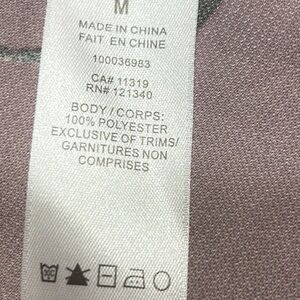 M
MADE IN CHINA
FAIT EN CHINE
100036983
CA# 11319
RN# 121340
BODY / CORPS:
100% POLYESTER
EXCLUSIVE OF TRIMS/
GARNITURES NON
COMPRISES